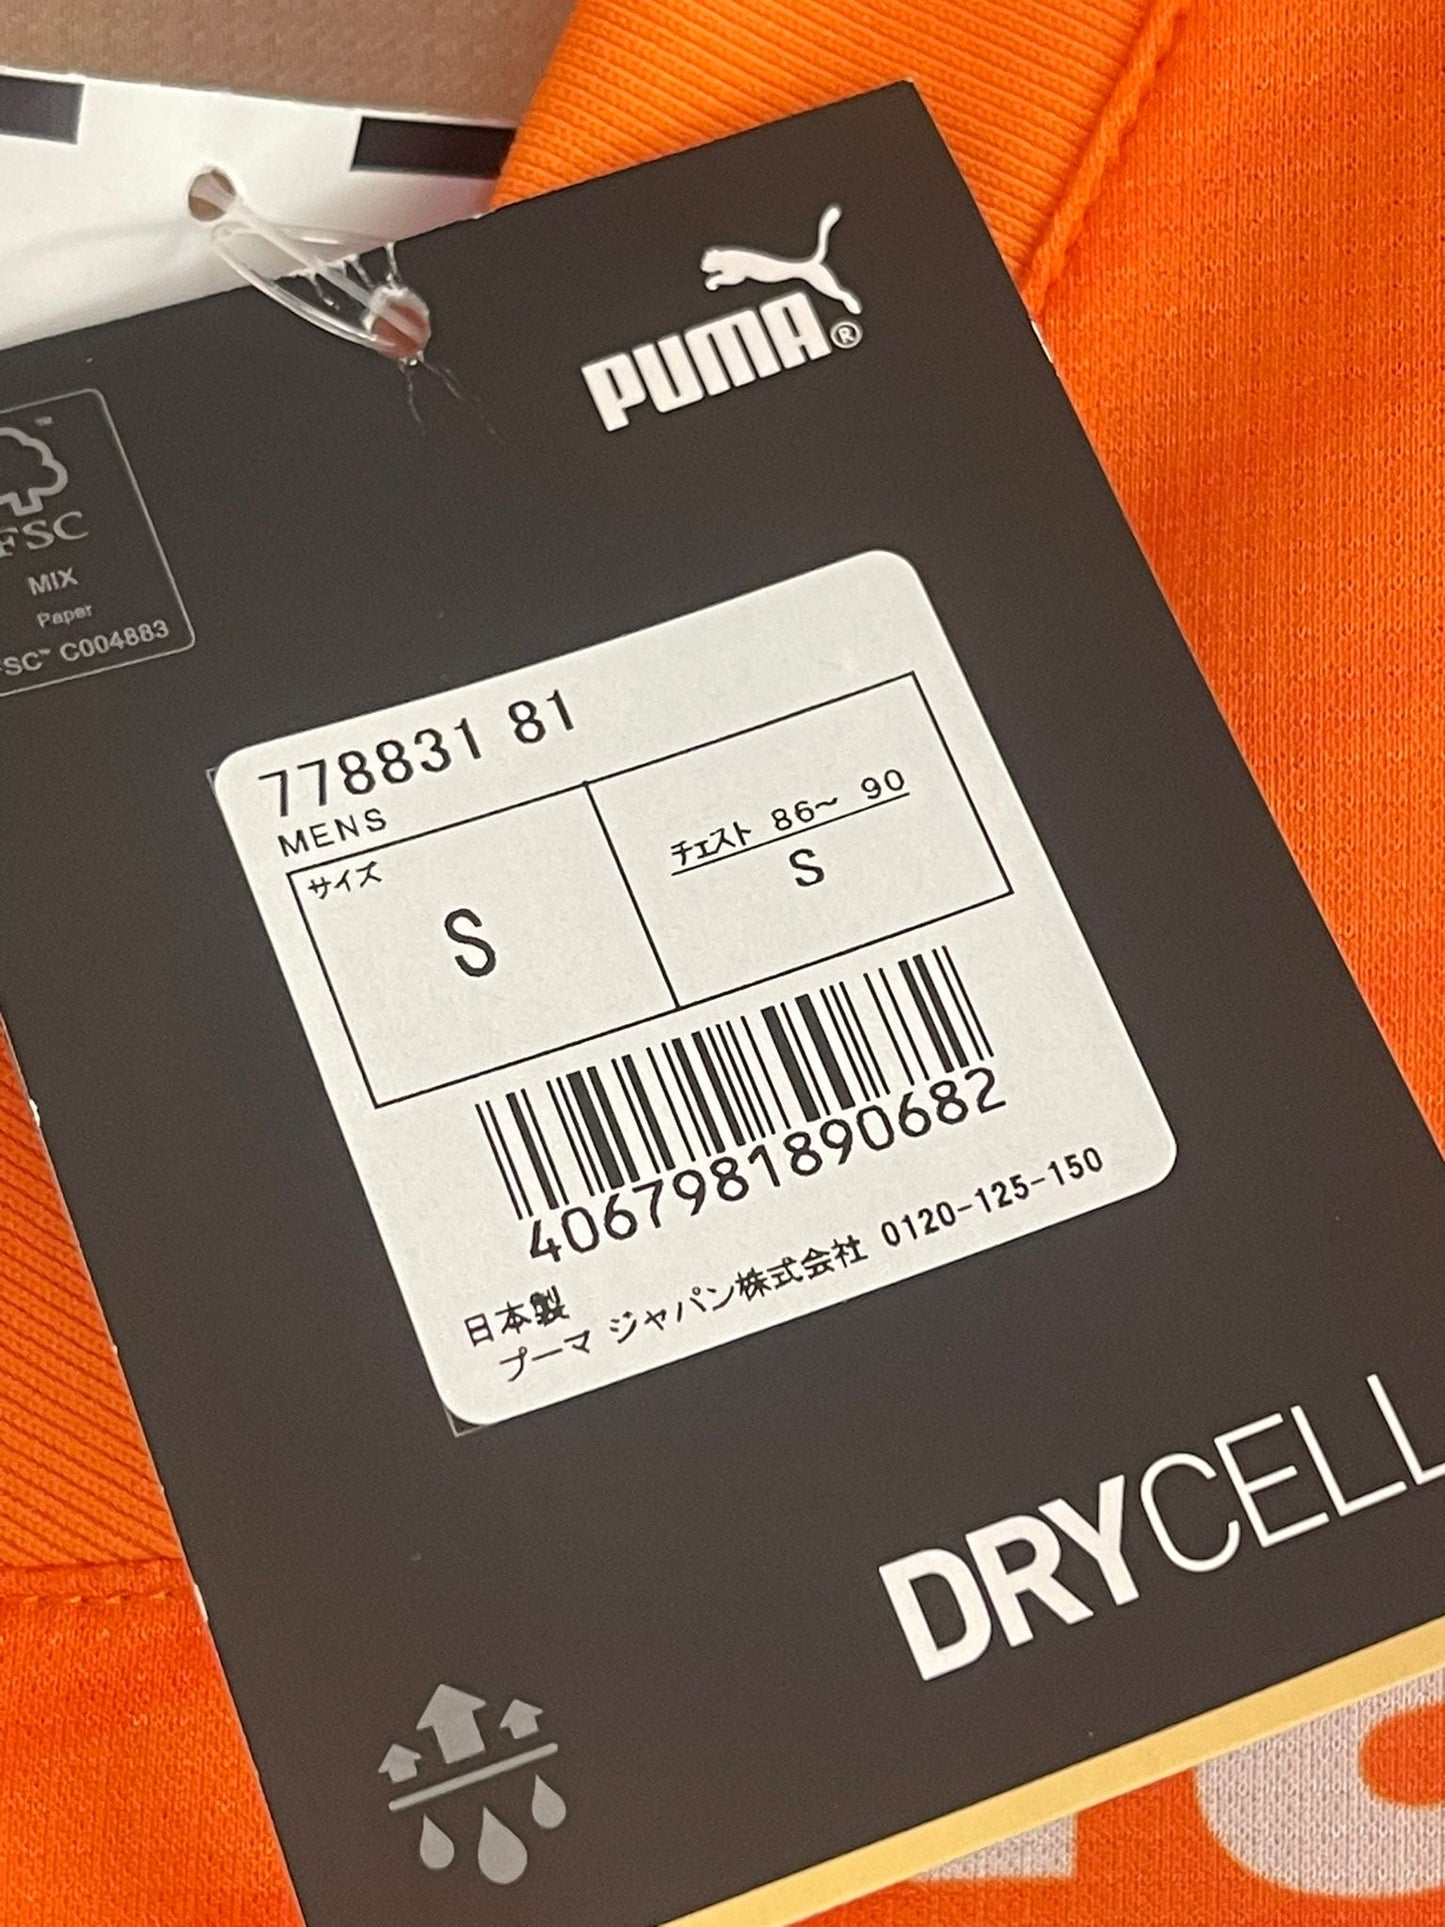 PUMA®
FSC
MIX
Paper
FSC™ C004883
778831 81
MENS
サイズ
S
チェスト 86~ 90
S
4067981890682
日本製
プーマ ジャパン株式会社 0120-125-150
DRYCELL